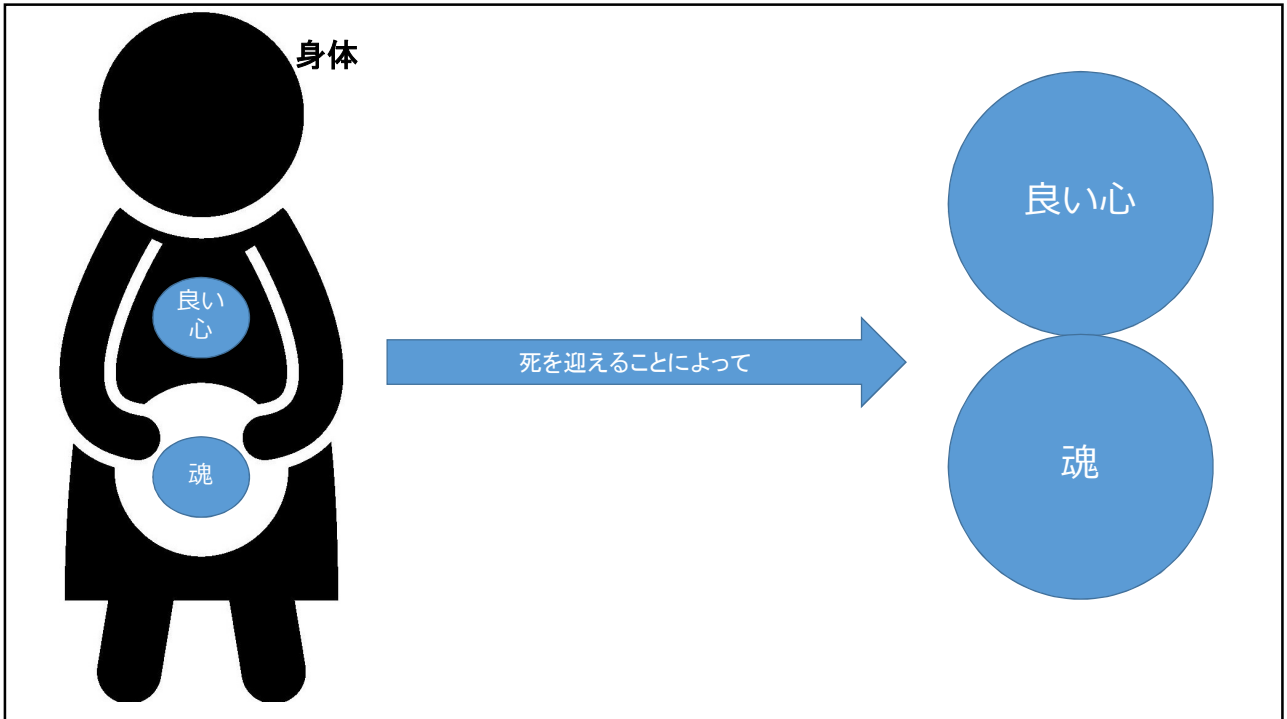 身体
良い
心
魂
死を迎えることによって
良い心
魂